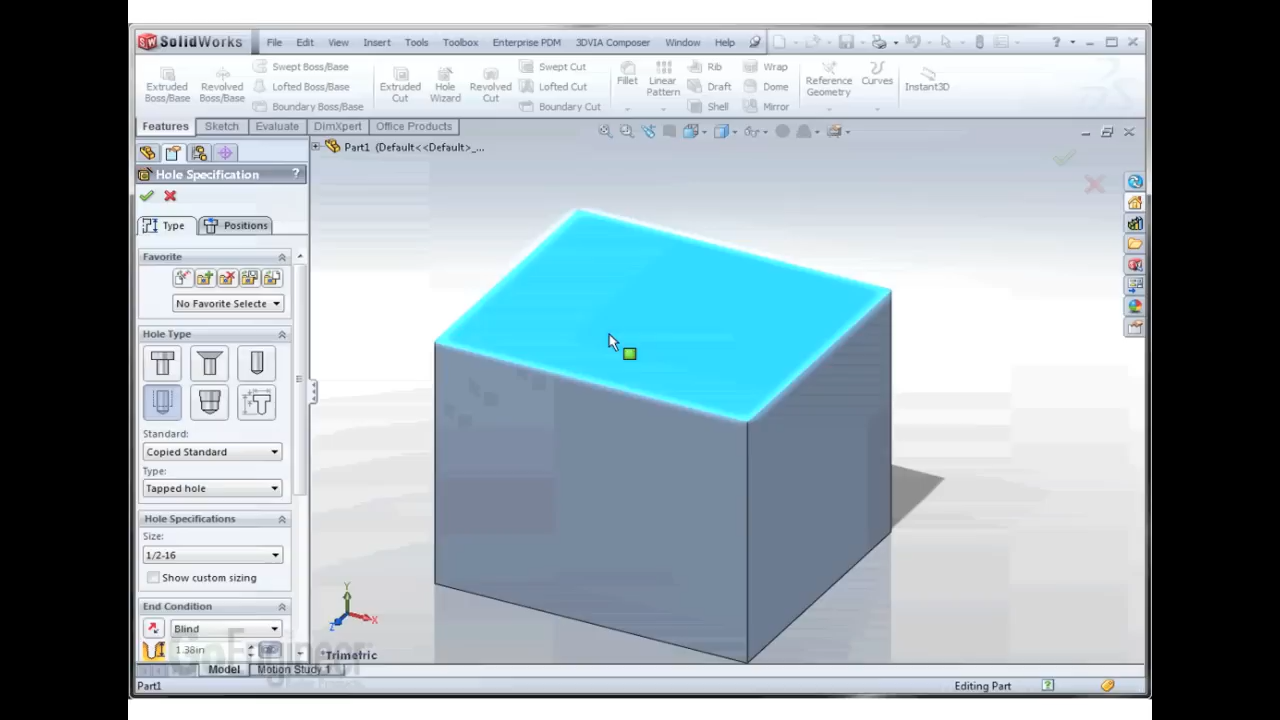 SolidWorks File Edit View Insert Tools Toolbox Enterprise PDM 3DVIA Composer Window Help ?
Extruded Boss/Base
Revolved Boss/Base
Swept Boss/Base
Lofted Boss/Base
Boundary Boss/Base
Extruded Cut
Hole Wizard
Revolved Cut
Swept Cut
Lofted Cut
Boundary Cut
Fillet
Linear Pattern
Rib
Draft
Shell
Wrap
Dome
Mirror
Reference Geometry
Curves
Instant3D
Features Sketch Evaluate DimXpert Office Products
Part1 (Default<<Default>_...
Hole Specification ?
Type Positions
Favorite
No Favorite Selecte
Hole Type
Standard:
Copied Standard
Type:
Tapped hole
Hole Specifications
Size:
1/2-16
Show custom sizing
End Condition
Blind
1.38in
Y
X
Z
GoEngineer
*Trimetric
Model Motion Study 1
Part1 Editing Part ?